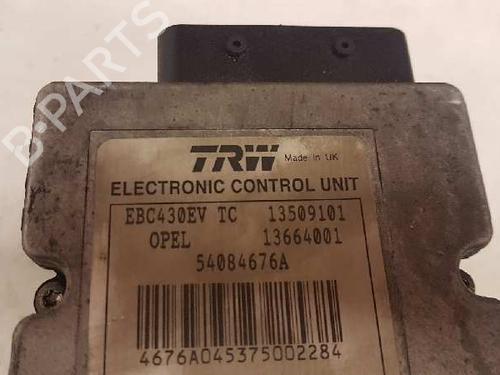 B-PARTS
TRW Made in UK
ELECTRONIC CONTROL UNIT
EBC430EV TC 13509101
OPEL 13664001
54084676A
4676A045375002284